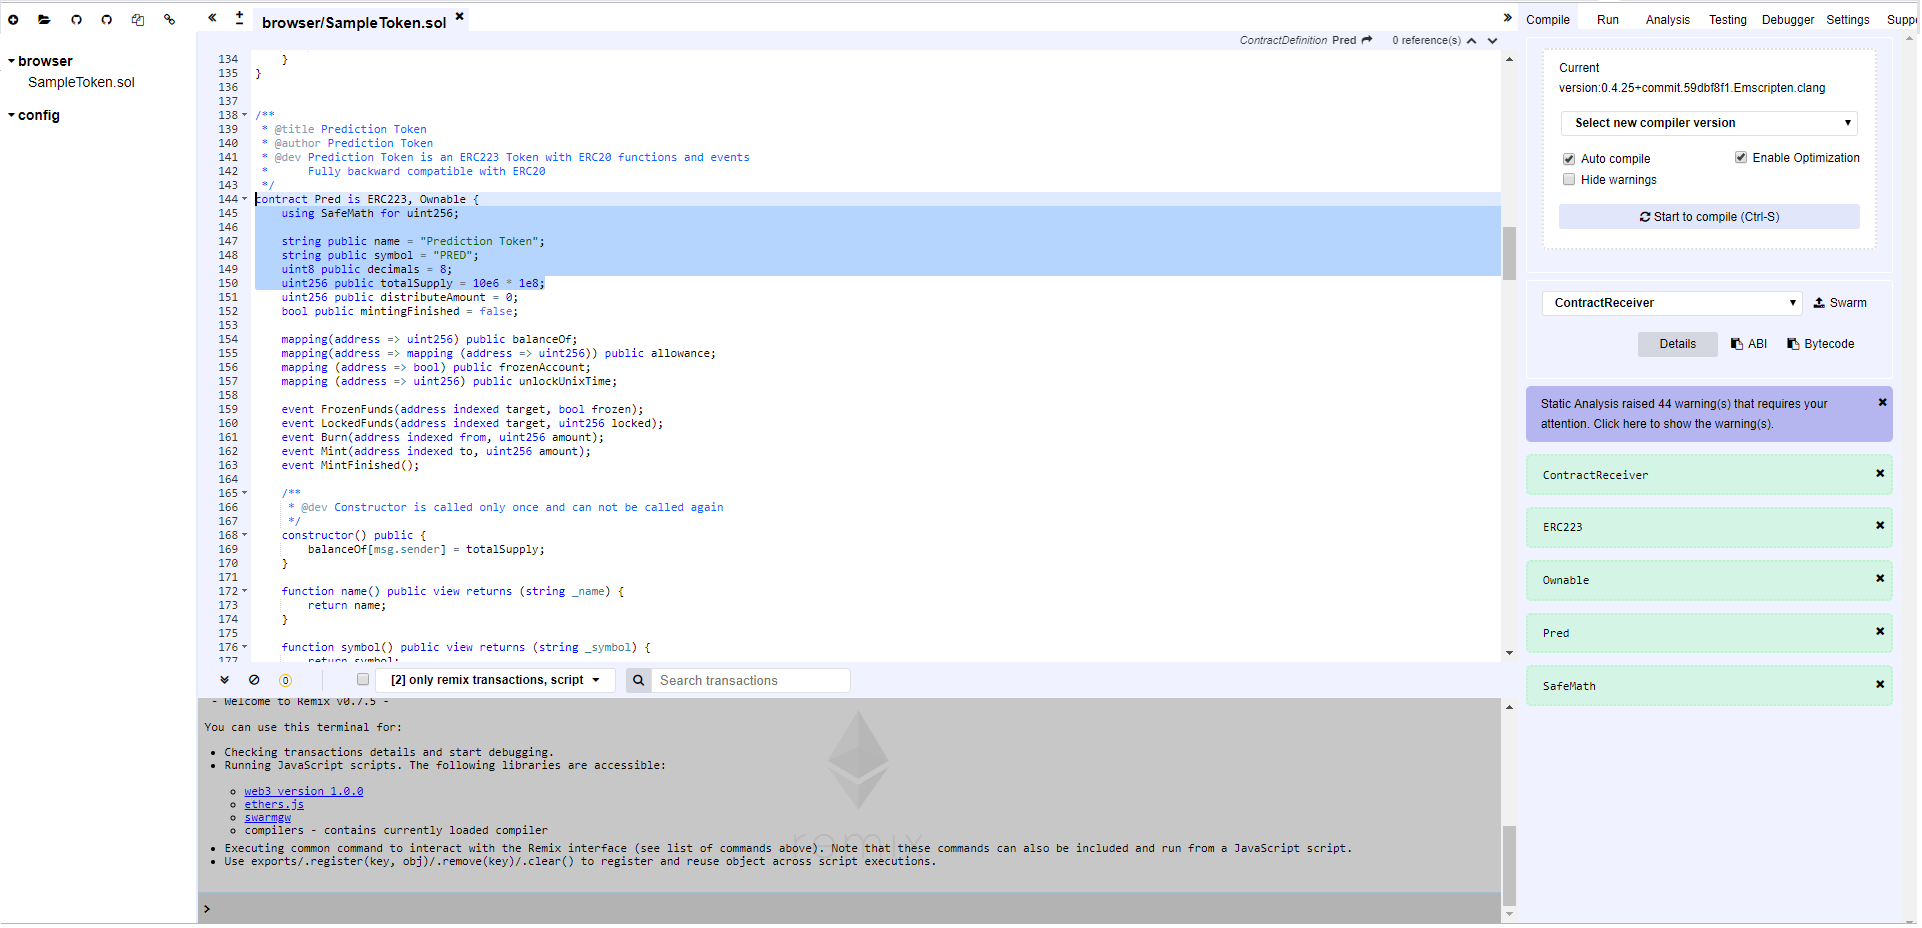 browser/SampleToken.sol
Compile
Run
Analysis
Testing
Debugger
Settings
Suppo
browser
SampleToken.sol
config
ContractDefinition Pred
0 reference(s)
134 }
135 }
136
137
138 /**
139 * @title Prediction Token
140 * @author Prediction Token
141 * @dev Prediction Token is an ERC223 Token with ERC20 functions and events
142 * Fully backward compatible with ERC20
143 */
144 contract Pred is ERC223, Ownable {
145 using SafeMath for uint256;
146
147 string public name = "Prediction Token";
148 string public symbol = "PRED";
149 uint8 public decimals = 8;
150 uint256 public totalSupply = 10e6 * 1e8;
151 uint256 public distributeAmount = 0;
152 bool public mintingFinished = false;
153
154 mapping(address => uint256) public balanceOf;
155 mapping(address => mapping (address => uint256)) public allowance;
156 mapping (address => bool) public frozenAccount;
157 mapping (address => uint256) public unlockUnixTime;
158
159 event FrozenFunds(address indexed target, bool frozen);
160 event LockedFunds(address indexed target, uint256 locked);
161 event Burn(address indexed from, uint256 amount);
162 event Mint(address indexed to, uint256 amount);
163 event MintFinished();
164
165 /**
166 * @dev Constructor is called only once and can not be called again
167 */
168 constructor() public {
169 balanceOf[msg.sender] = totalSupply;
170 }
171
172 function name() public view returns (string _name) {
173 return name;
174 }
175
176 function symbol() public view returns (string _symbol) {
177 return symbol;
0
[2] only remix transactions, script
Search transactions
- Welcome to Remix v0.7.5 -
You can use this terminal for:
• Checking transactions details and start debugging.
• Running JavaScript scripts. The following libraries are accessible:
web3 version 1.0.0
ethers.js
swarmgw
compilers - contains currently loaded compiler
• Executing common command to interact with the Remix interface (see list of commands above). Note that these commands can also be included and run from a JavaScript script.
• Use exports/.register(key, obj)/.remove(key)/.clear() to register and reuse object across script executions.
remix
>
Current
version:0.4.25+commit.59dbf8f1.Emscripten.clang
Select new compiler version
Auto compile
Enable Optimization
Hide warnings
Start to compile (Ctrl-S)
ContractReceiver
Swarm
Details
ABI
Bytecode
Static Analysis raised 44 warning(s) that requires your
attention. Click here to show the warning(s).
ContractReceiver
ERC223
Ownable
Pred
SafeMath